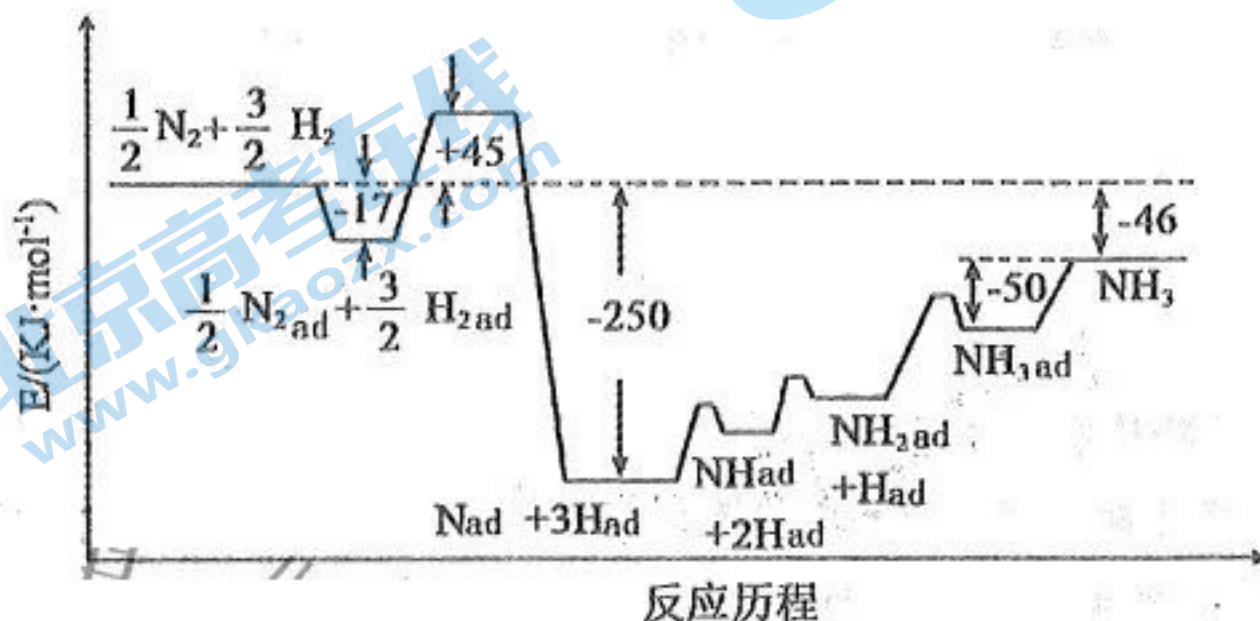 1/2 N₂+ 3/2 H₂
+45
-17
-46
E/(KJ·mol⁻¹)
1/2 N₂ad+ 3/2 H₂ad
-250
-50
NH₃
NH₃ad
NHad
+2Had
NH₂ad
+Had
Nad +3Had
反应历程
北京高考在线
www.gkaozx.com